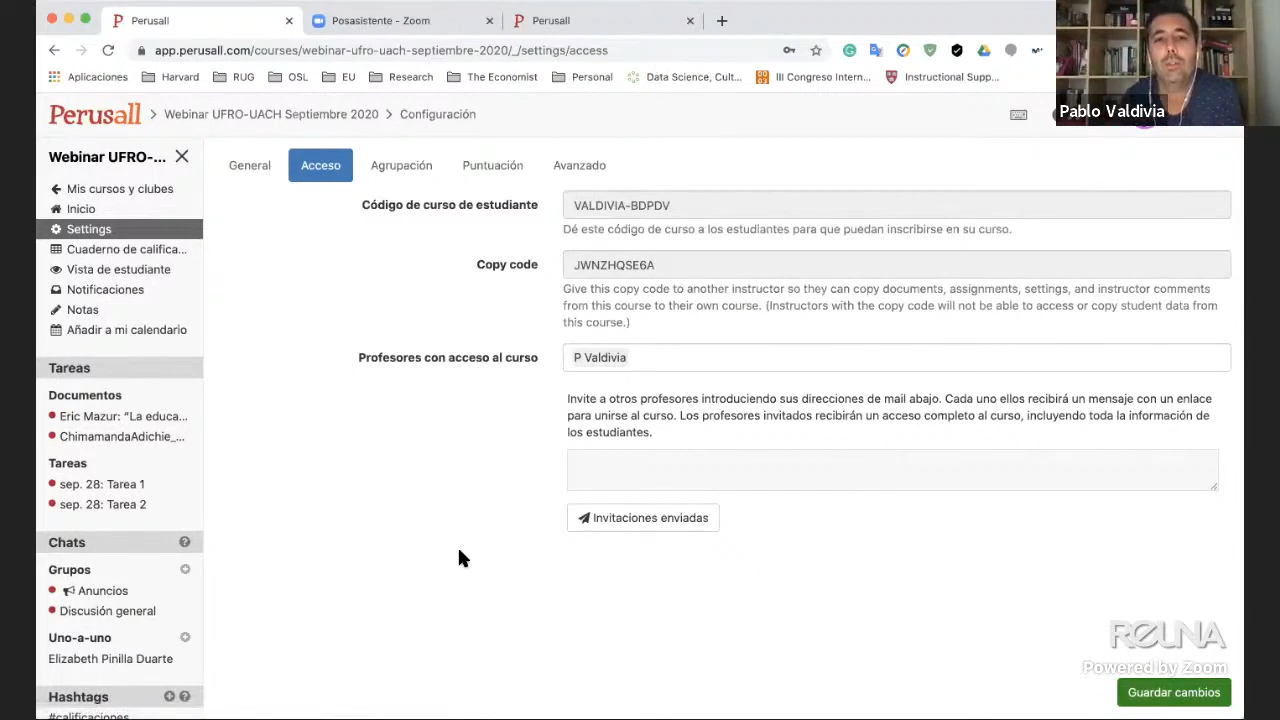 Perusall
Posasistente - Zoom
Perusall
app.perusall.com/courses/webinar-ufro-uach-septiembre-2020/_/settings/access
Aplicaciones
Harvard
RUG
OSL
EU
Research
The Economist
Personal
Data Science, Cult...
III Congreso Intern...
Instructional Supp...
Pablo Valdivia
Perusall > Webinar UFRO-UACH Septiembre 2020 > Configuración
Webinar UFRO-...
Mis cursos y clubes
Inicio
Settings
Cuaderno de califica...
Vista de estudiante
Notificaciones
Notas
Añadir a mi calendario
Tareas
Documentos
Eric Mazur: “La educa...
ChimamandaAdichie_...
Tareas
sep. 28: Tarea 1
sep. 28: Tarea 2
Chats
Grupos
Anuncios
Discusión general
Uno-a-uno
Elizabeth Pinilla Duarte
Hashtags
#calificaciones
General
Acceso
Agrupación
Puntuación
Avanzado
Código de curso de estudiante
VALDIVIA-BDPDV
Dé este código de curso a los estudiantes para que puedan inscribirse en su curso.
Copy code
JWNZHQSE6A
Give this copy code to another instructor so they can copy documents, assignments, settings, and instructor comments
from this course to their own course. (Instructors with the copy code will not be able to access or copy student data from
this course.)
Profesores con acceso al curso
P Valdivia
Invite a otros profesores introduciendo sus direcciones de mail abajo. Cada uno ellos recibirá un mensaje con un enlace
para unirse al curso. Los profesores invitados recibirán un acceso completo al curso, incluyendo toda la información de
los estudiantes.
Invitaciones enviadas
REUNA
Powered by Zoom
Guardar cambios